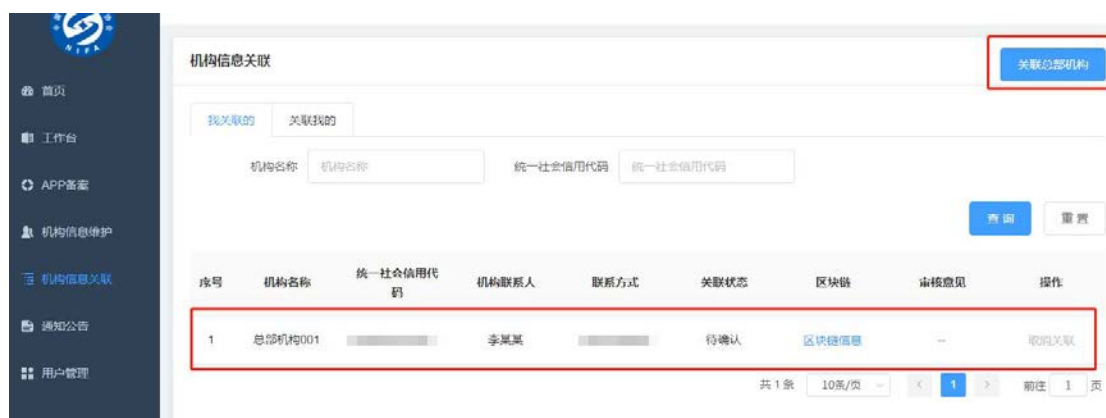 NIFA
机构信息关联
关联总部机构
首页
工作台
APP备案
机构信息维护
机构信息关联
通知公告
用户管理
我关联的 关联我的
机构名称 机构名称 统一社会信用代码 统一社会信用代码
查询 重置
序号 机构名称 统一社会信用代码 机构联系人 联系方式 关联状态 区块链 审核意见 操作
1 总部机构001 李某某 待确认 区块链信息 -- 取消关联
共1条 10条/页 < 1 > 前往 1 页